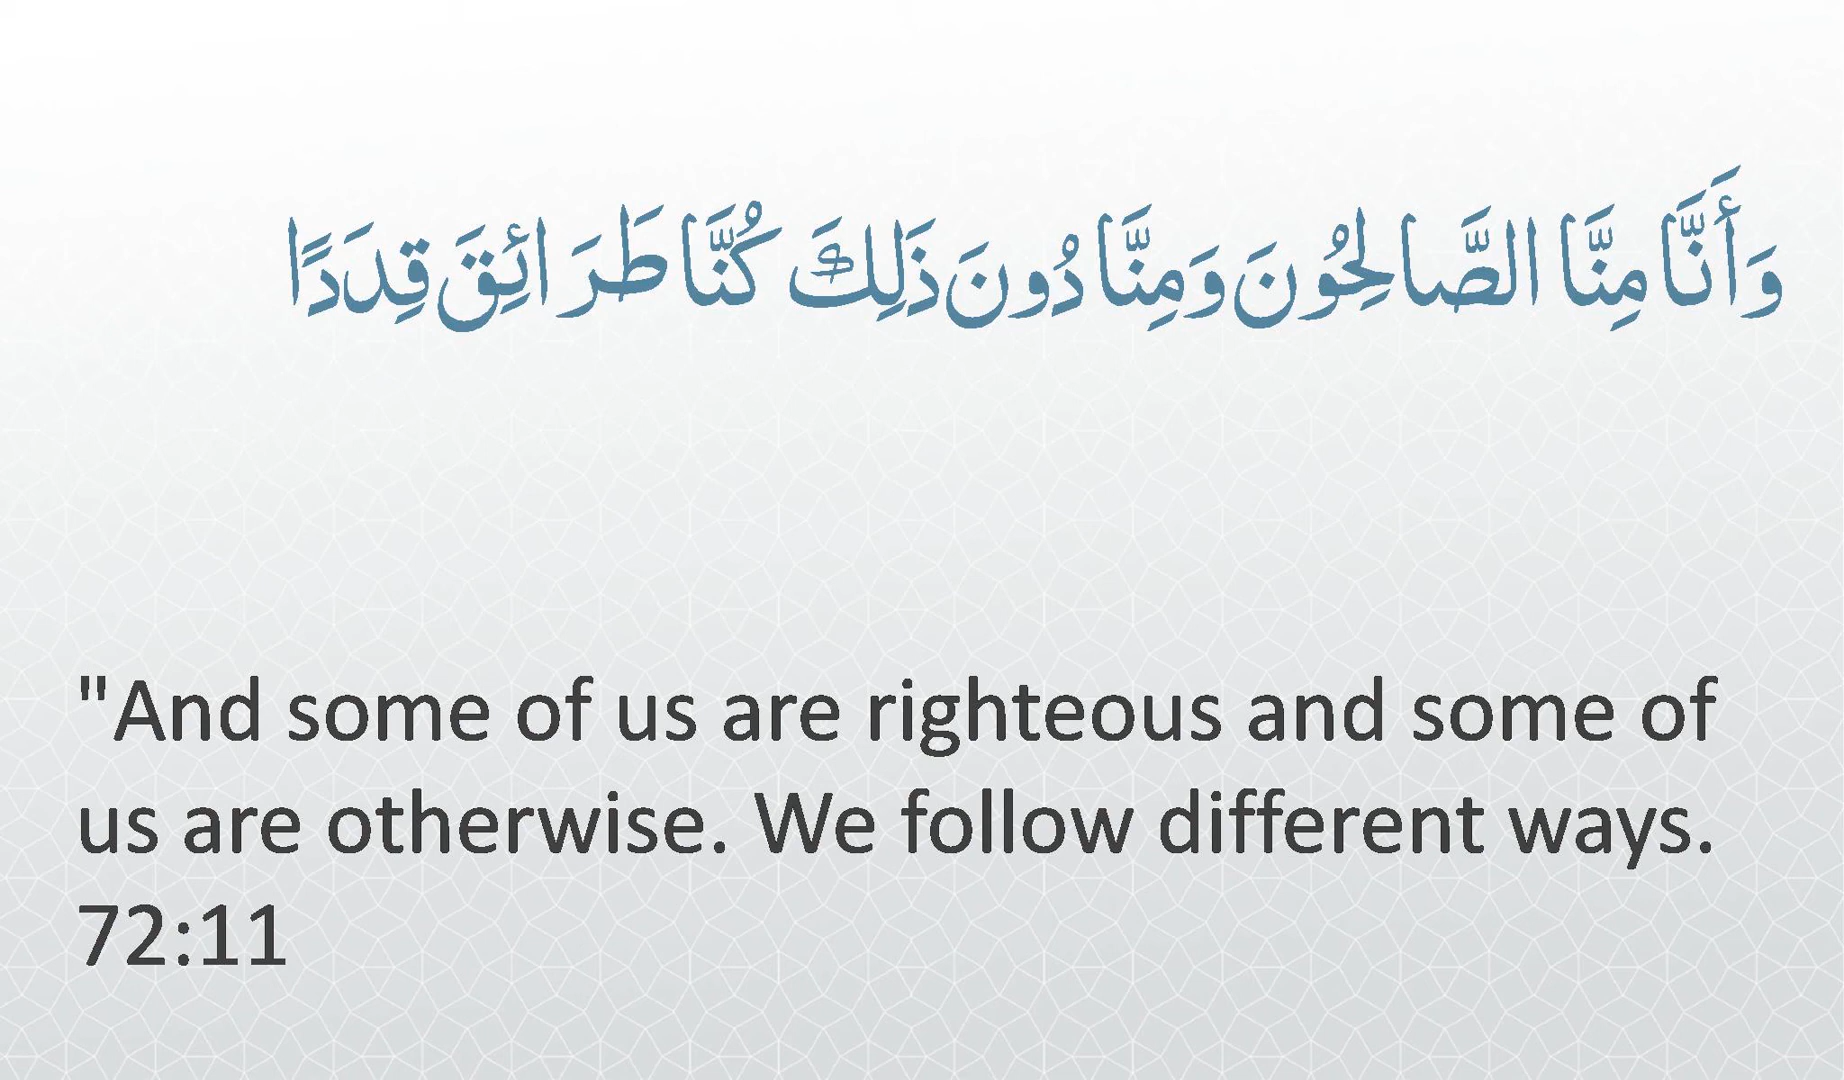 وَأَنَّا مِنَّا الصَّالِحُونَ وَمِنَّا دُونَ ذَلِكَ كُنَّا طَرَائِقَ قِدَدًا
"And some of us are righteous and some of
us are otherwise. We follow different ways.
72:11